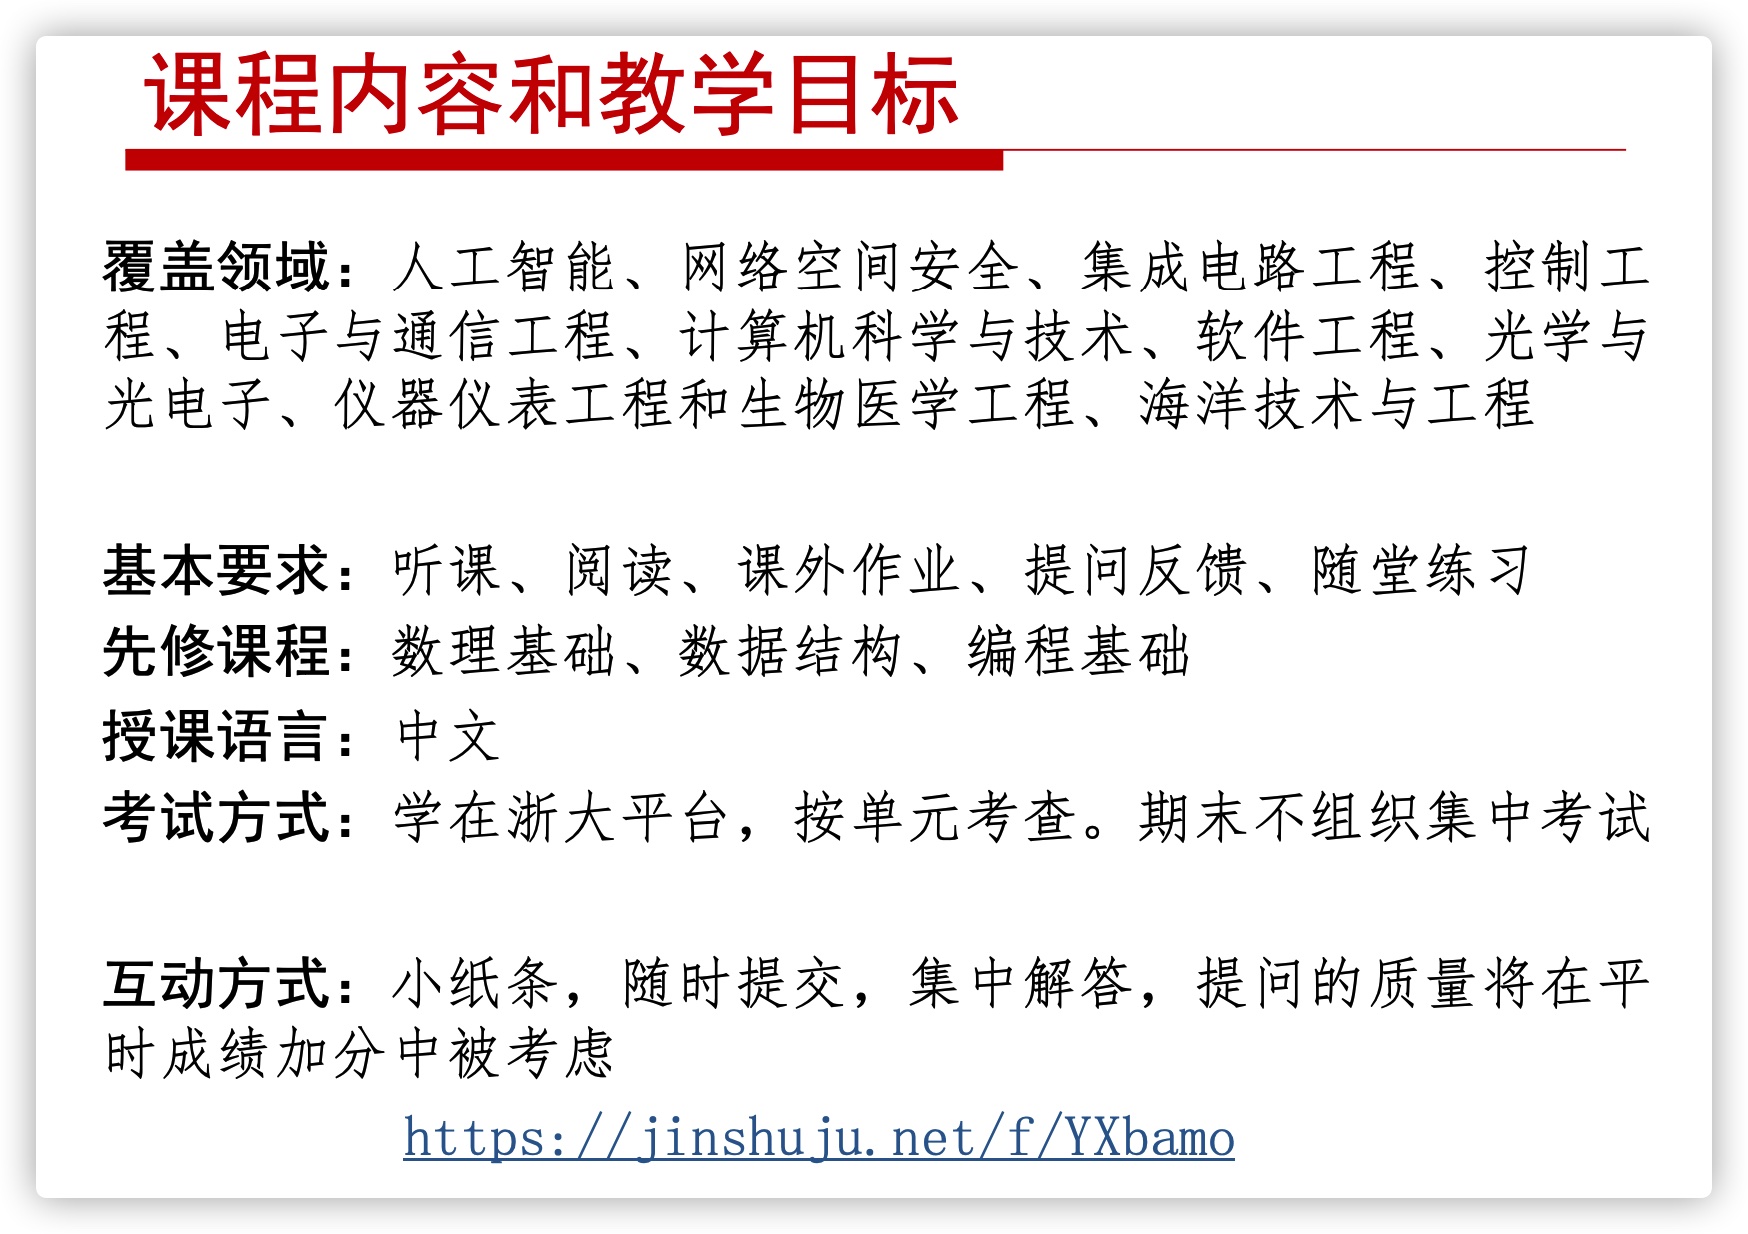 课程内容和教学目标
覆盖领域：人工智能、网络空间安全、集成电路工程、控制工
程、电子与通信工程、计算机科学与技术、软件工程、光学与
光电子、仪器仪表工程和生物医学工程、海洋技术与工程
基本要求：听课、阅读、课外作业、提问反馈、随堂练习
先修课程：数理基础、数据结构、编程基础
授课语言：中文
考试方式：学在浙大平台，按单元考查。期末不组织集中考试
互动方式：小纸条，随时提交，集中解答，提问的质量将在平
时成绩加分中被考虑
https://jinshuju.net/f/YXbamo